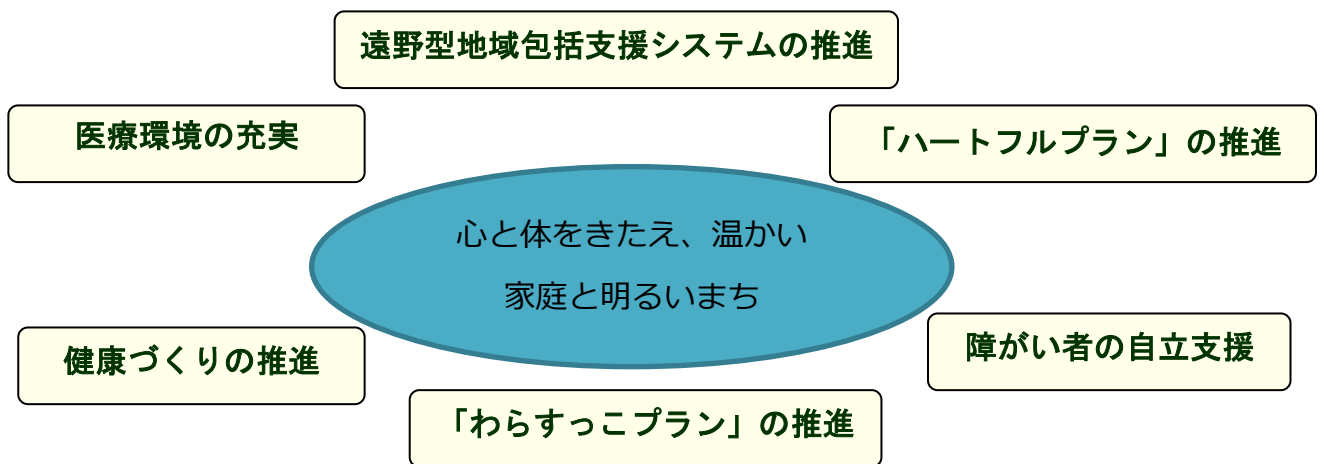 遠野型地域包括支援システムの推進
医療環境の充実
「ハートフルプラン」の推進
心と体をきたえ、温かい
家庭と明るいまち
健康づくりの推進
障がい者の自立支援
「わらすっこプラン」の推進